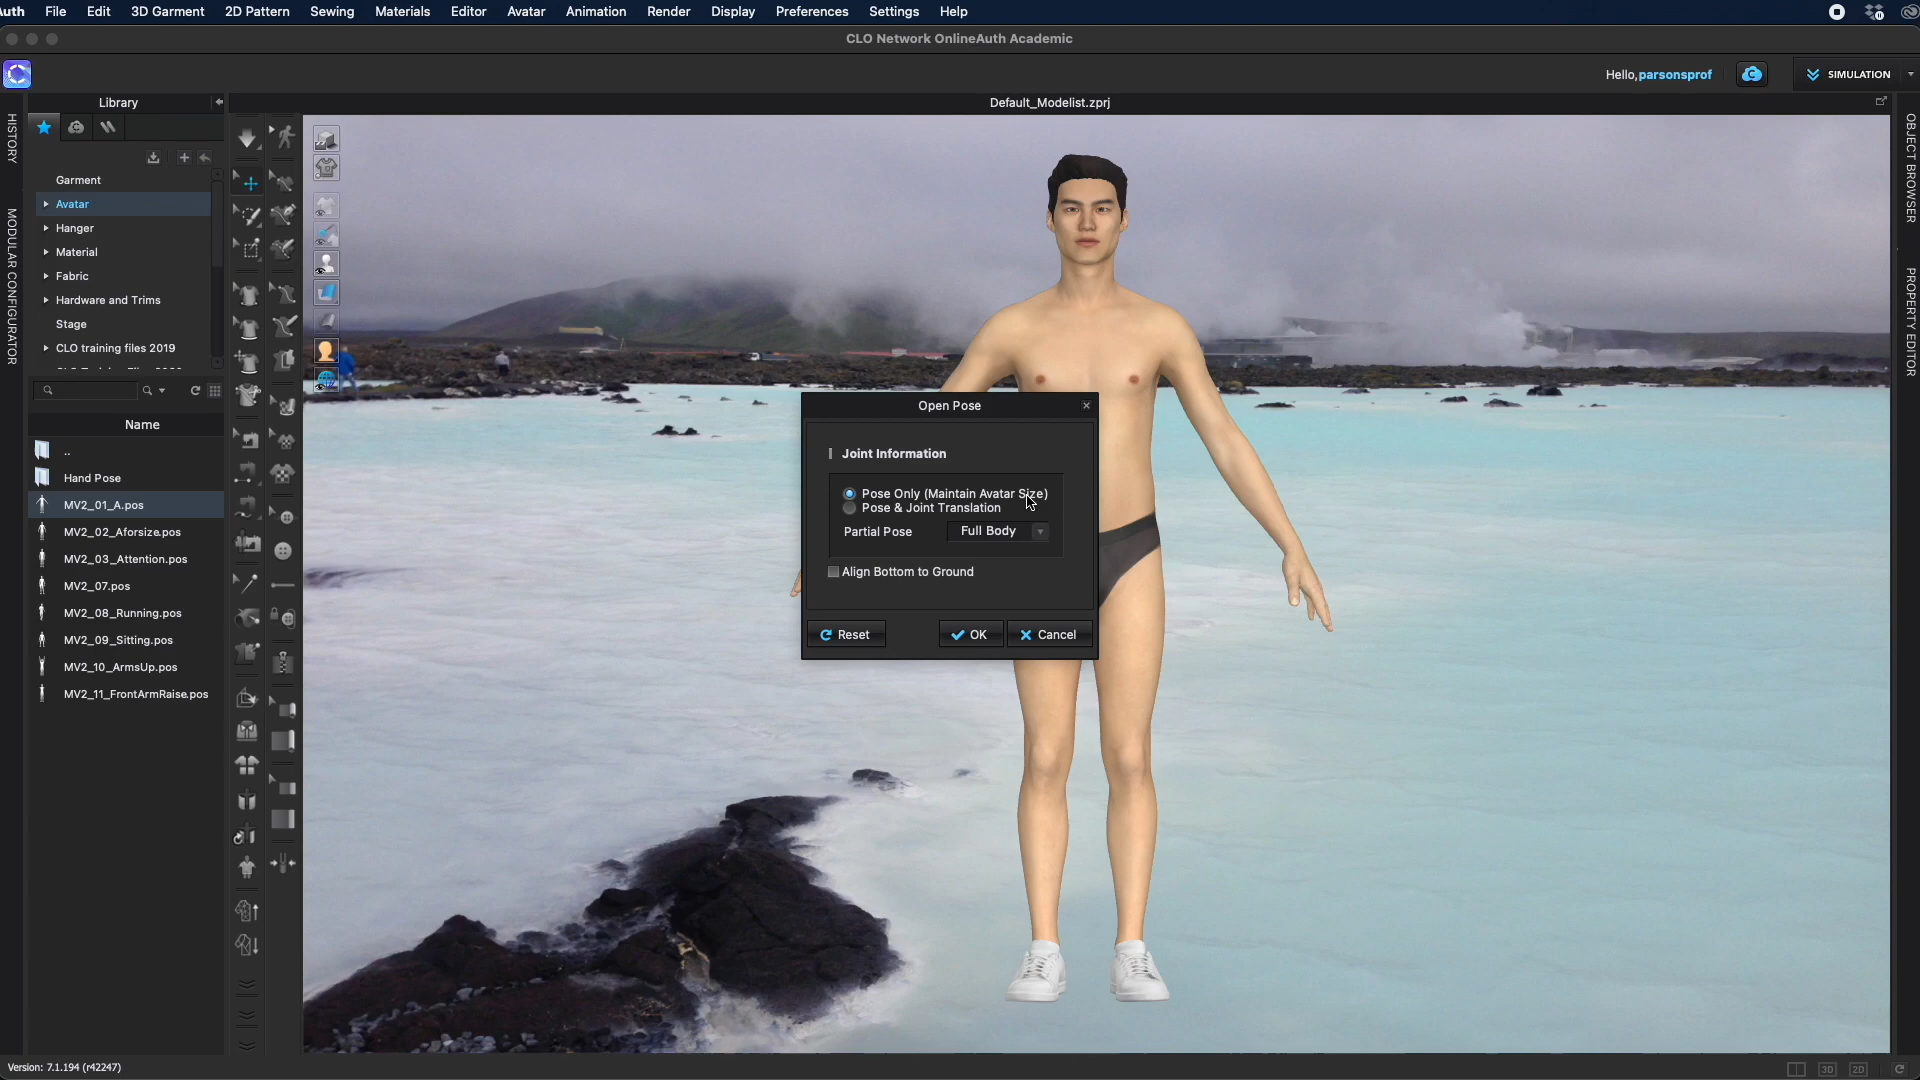 uth File Edit 3D Garment 2D Pattern Sewing Materials Editor Avatar Animation Render Display Preferences Settings Help
CLO Network OnlineAuth Academic
Hello,parsonsprof
SIMULATION
Library
Default_Modelist.zprj
HISTORY
MODULAR CONFIGURATOR
OBJECT BROWSER
PROPERTY EDITOR
Garment
Avatar
Hanger
Material
Fabric
Hardware and Trims
Stage
CLO training files 2019
Name
..
Hand Pose
MV2_01_A.pos
MV2_02_Aforsize.pos
MV2_03_Attention.pos
MV2_07.pos
MV2_08_Running.pos
MV2_09_Sitting.pos
MV2_10_ArmsUp.pos
MV2_11_FrontArmRaise.pos
Open Pose
Joint Information
Pose Only (Maintain Avatar Size)
Pose & Joint Translation
Partial Pose Full Body
Align Bottom to Ground
Reset OK Cancel
Version: 7.1.194 (r42247)
3D 2D